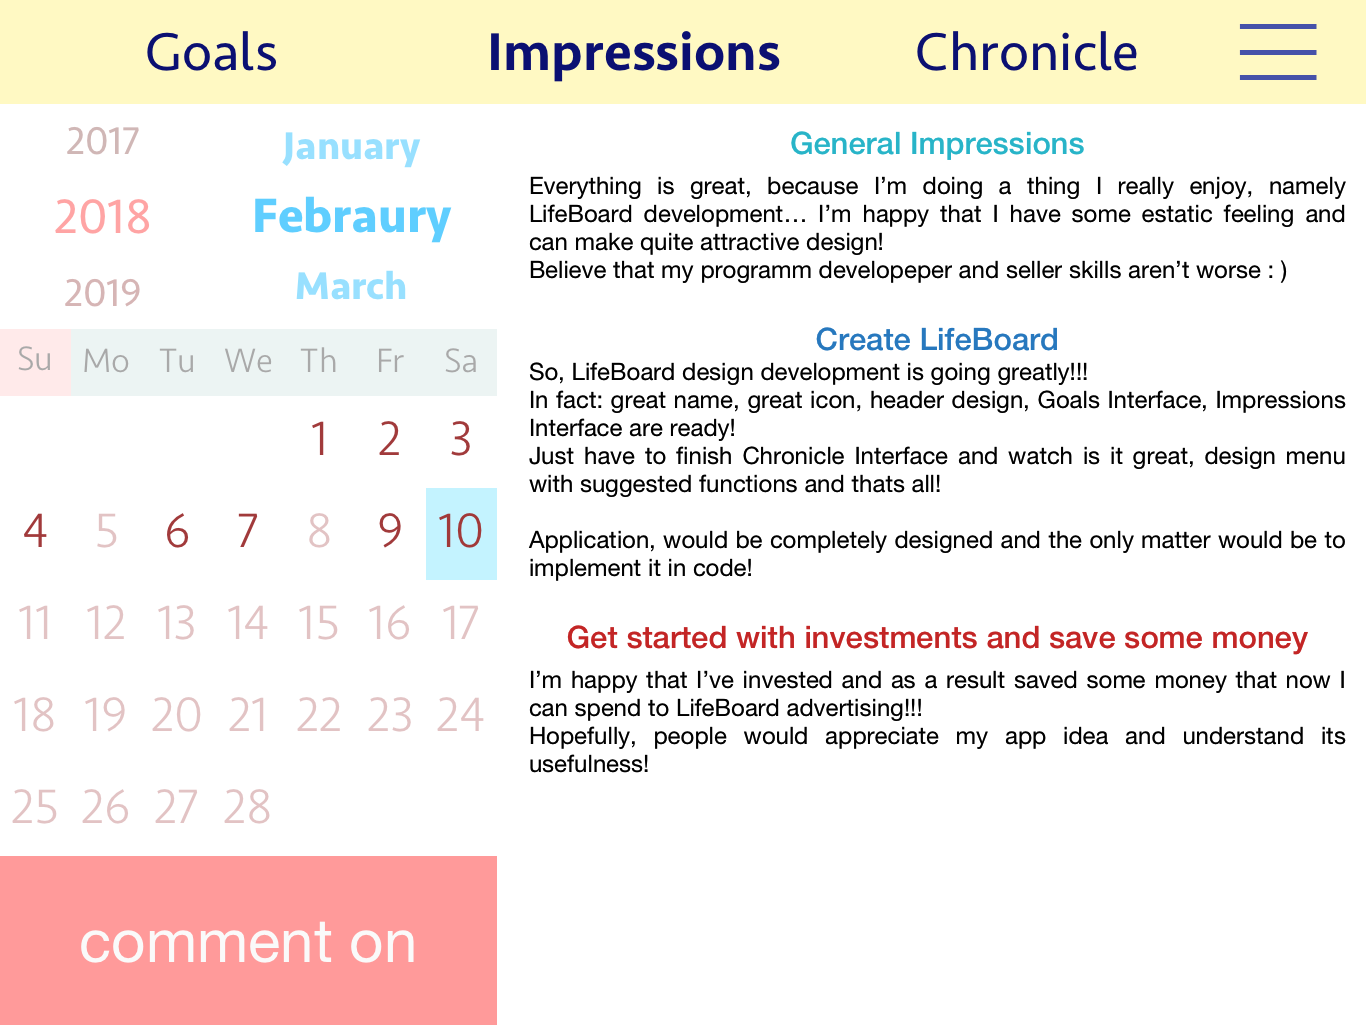 Goals Impressions Chronicle
2017 January
2018 Febraury
2019 March
Su Mo Tu We Th Fr Sa
1 2 3
4 5 6 7 8 9 10
11 12 13 14 15 16 17
18 19 20 21 22 23 24
25 26 27 28
comment on
General Impressions
Everything is great, because I’m doing a thing I really enjoy, namely
LifeBoard development… I’m happy that I have some estatic feeling and
can make quite attractive design!
Believe that my programm developeper and seller skills aren’t worse : )
Create LifeBoard
So, LifeBoard design development is going greatly!!!
In fact: great name, great icon, header design, Goals Interface, Impressions
Interface are ready!
Just have to finish Chronicle Interface and watch is it great, design menu
with suggested functions and thats all!
Application, would be completely designed and the only matter would be to
implement it in code!
Get started with investments and save some money
I’m happy that I’ve invested and as a result saved some money that now I
can spend to LifeBoard advertising!!!
Hopefully, people would appreciate my app idea and understand its
usefulness!